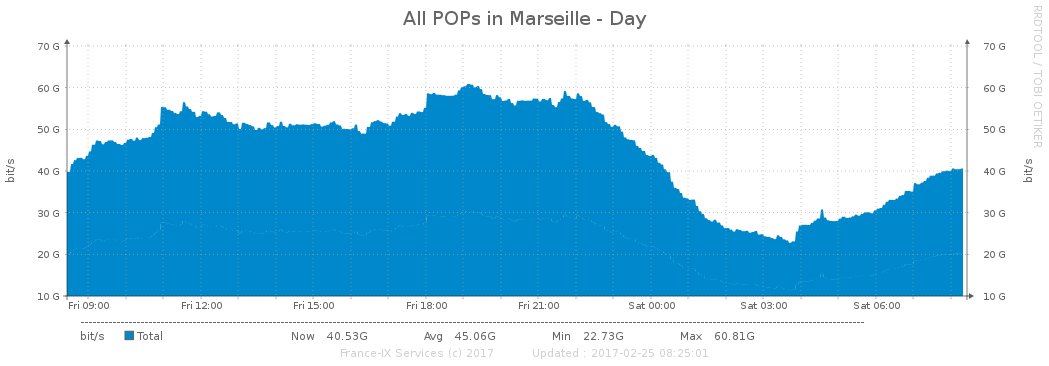 All POPs in Marseille - Day
RRDTOOL / TOBI OETIKER
70 G 70 G
60 G 60 G
50 G 50 G
40 G 40 G
30 G 30 G
20 G 20 G
10 G 10 G
bit/s bit/s
Fri 09:00 Fri 12:00 Fri 15:00 Fri 18:00 Fri 21:00 Sat 00:00 Sat 03:00 Sat 06:00
bit/s Total Now 40.53G Avg 45.06G Min 22.73G Max 60.81G
France-IX Services (c) 2017 Updated : 2017-02-25 08:25:01